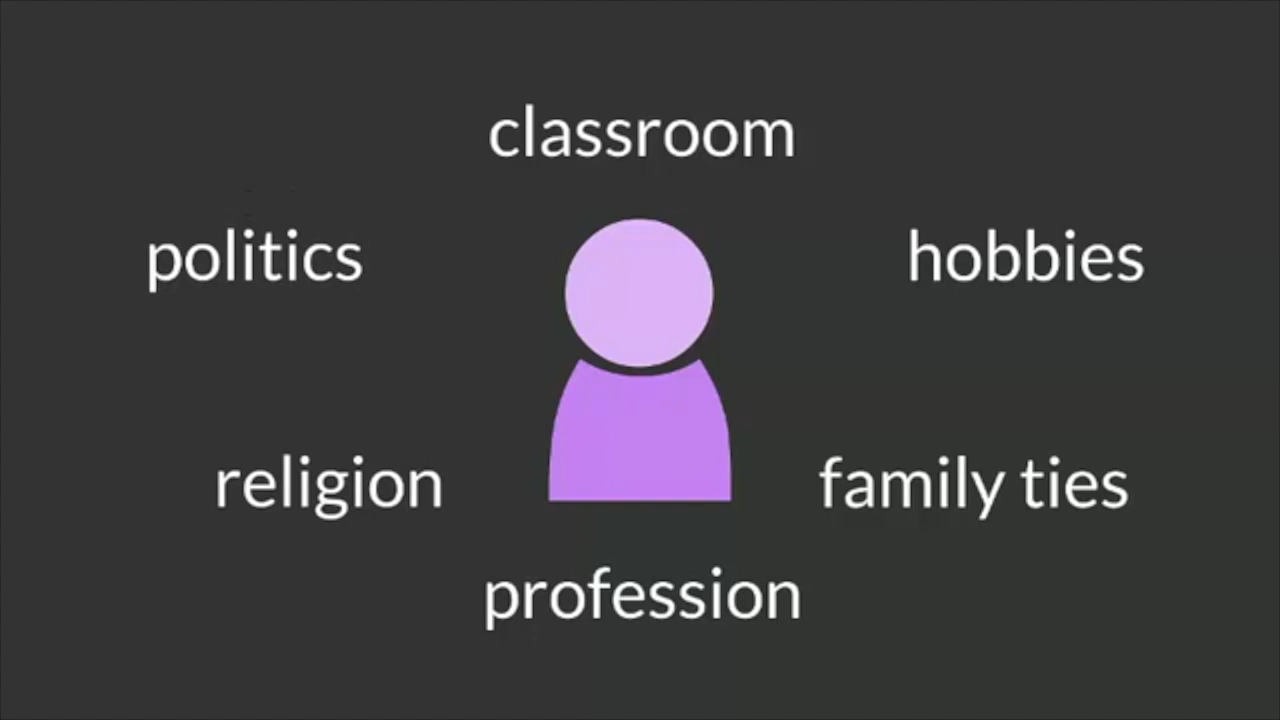 classroom
politics
hobbies
religion
family ties
profession